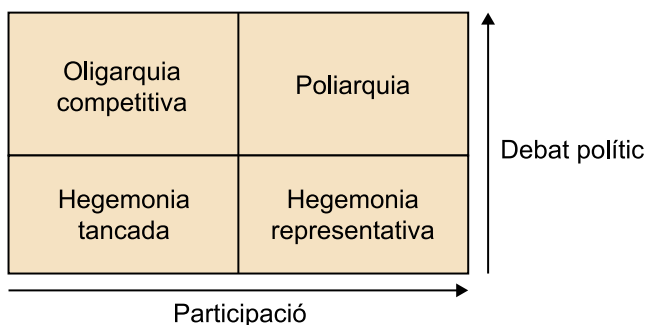 Oligarquia
competitiva
Poliarquia
Debat polític
Hegemonia
tancada
Hegemonia
representativa
Participació